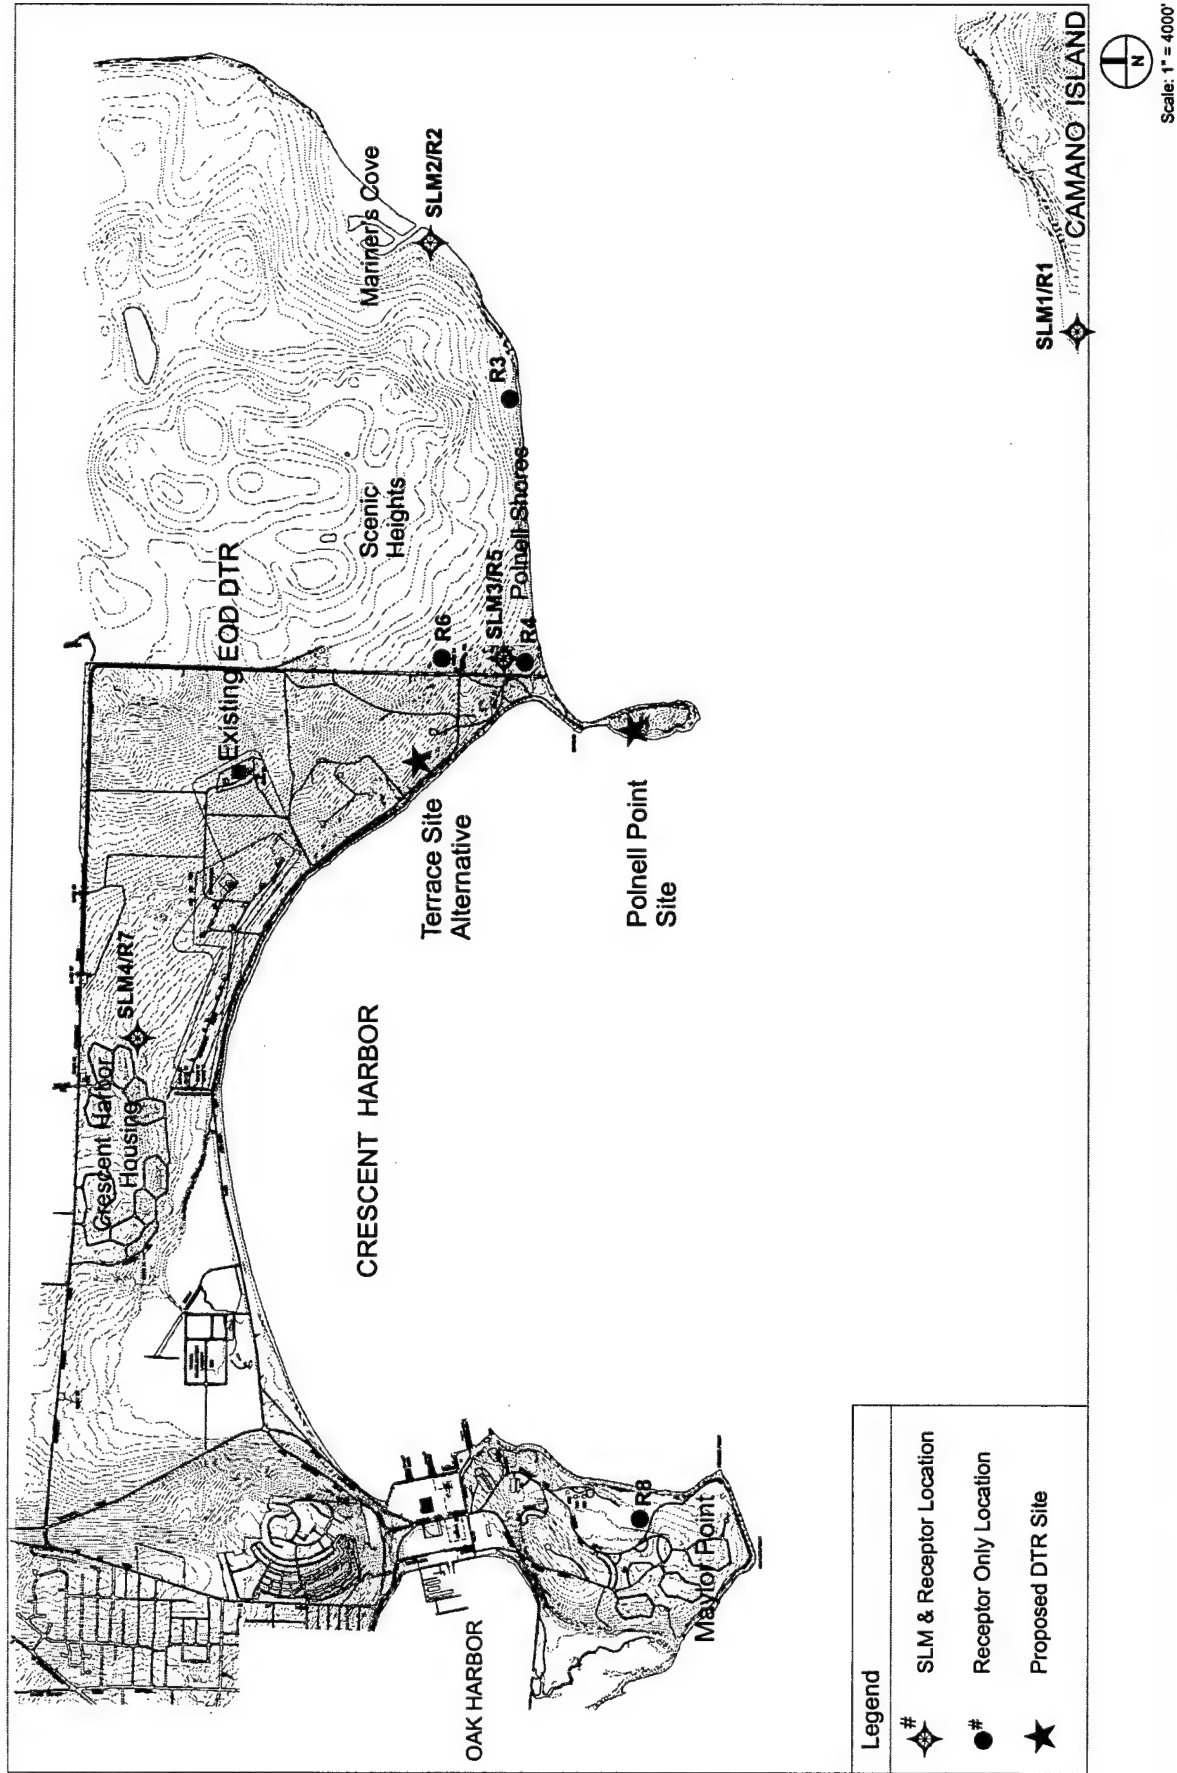 Mariner's Cove
SLM2/R2
CAMANO ISLAND
SLM1/R1
R3
Scenic
Heights
Polnell Shores
Existing EOD DTR
R6
SLM3/R5
R4
Terrace Site
Alternative
Polnell Point
Site
SLM4/R7
Crescent Harbor
Housing
CRESCENT HARBOR
R8
Maylor Point
OAK HARBOR
Legend
# SLM & Receptor Location
# Receptor Only Location
Proposed DTR Site
N
Scale: 1" = 4000'